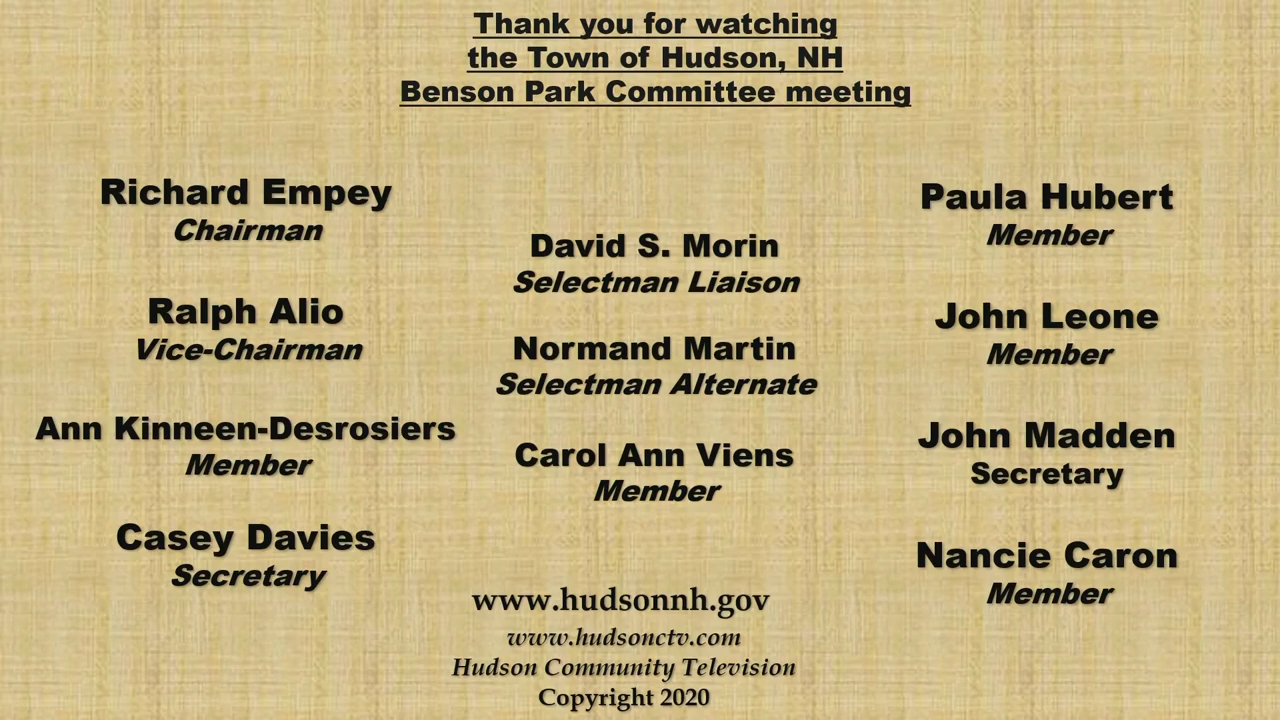 Thank you for watching
the Town of Hudson, NH
Benson Park Committee meeting
Richard Empey
Chairman
Ralph Alio
Vice-Chairman
Ann Kinneen-Desrosiers
Member
Casey Davies
Secretary
David S. Morin
Selectman Liaison
Normand Martin
Selectman Alternate
Carol Ann Viens
Member
Paula Hubert
Member
John Leone
Member
John Madden
Secretary
Nancie Caron
Member
www.hudsonnh.gov
www.hudsonctv.com
Hudson Community Television
Copyright 2020